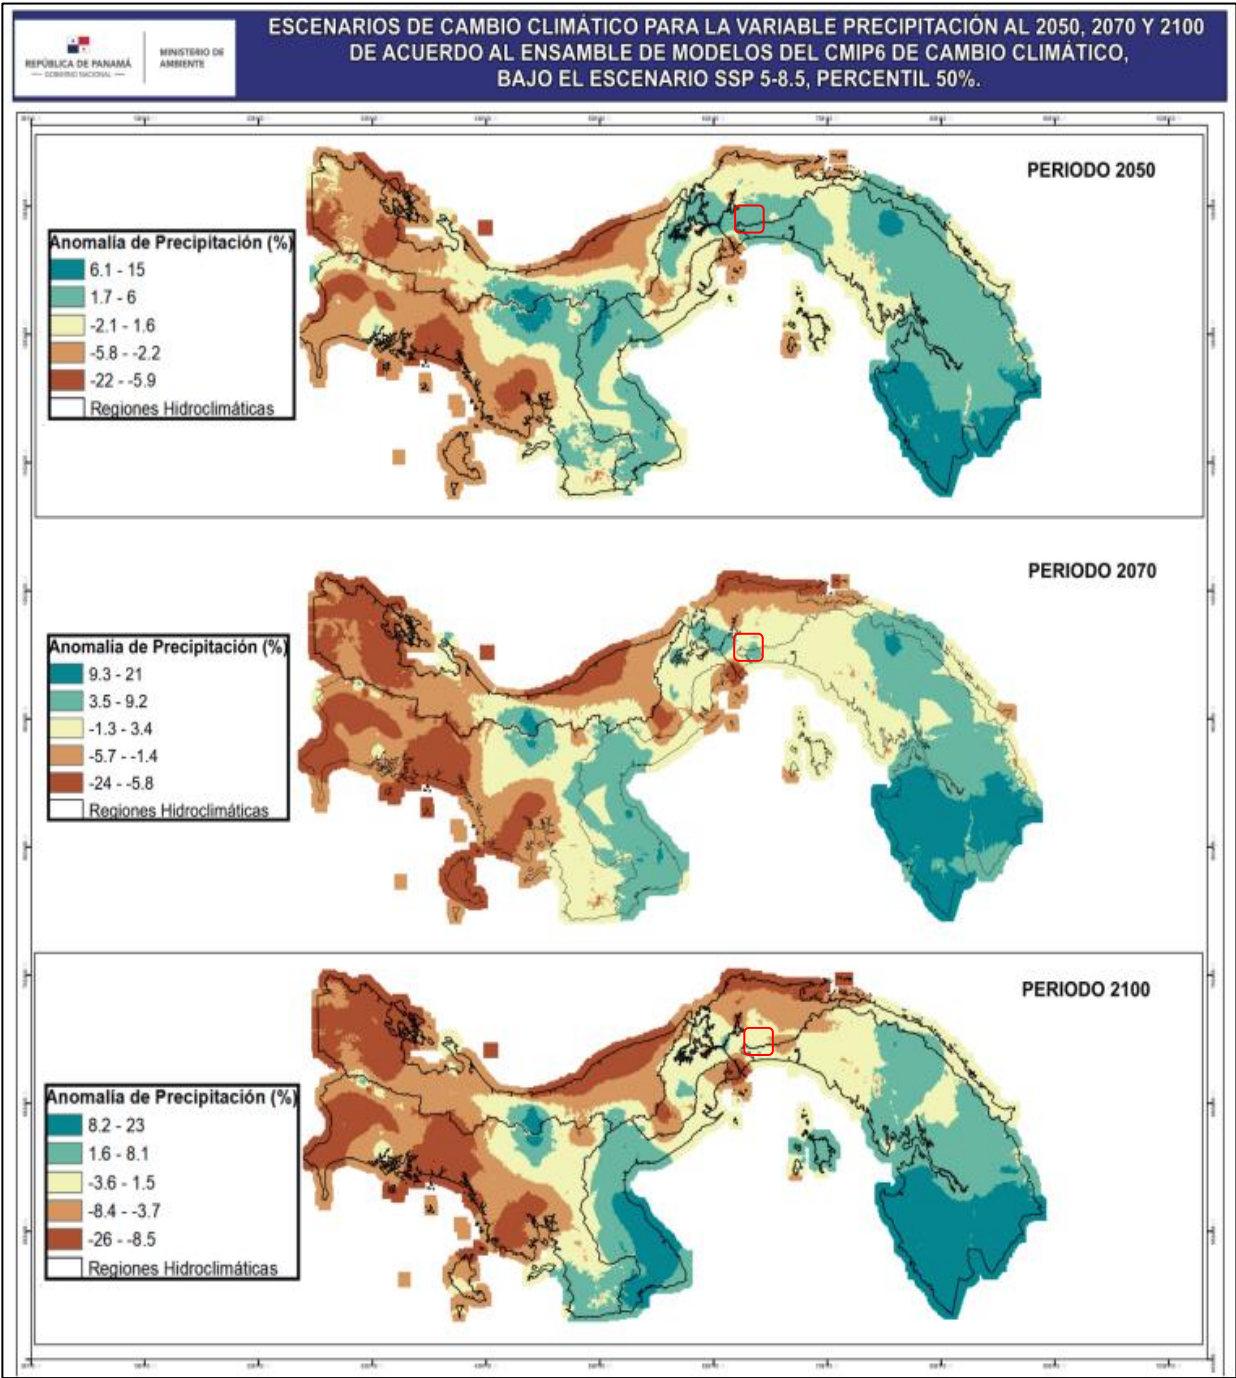 REPÚBLICA DE PANAMÁ
— GOBIERNO NACIONAL —
MINISTERIO DE
AMBIENTE
ESCENARIOS DE CAMBIO CLIMÁTICO PARA LA VARIABLE PRECIPITACIÓN AL 2050, 2070 Y 2100
DE ACUERDO AL ENSAMBLE DE MODELOS DEL CMIP6 DE CAMBIO CLIMÁTICO,
BAJO EL ESCENARIO SSP 5-8.5, PERCENTIL 50%.
PERIODO 2050
Anomalía de Precipitación (%)
6.1 - 15
1.7 - 6
-2.1 - 1.6
-5.8 - -2.2
-22 - -5.9
Regiones Hidroclimáticas
PERIODO 2070
Anomalía de Precipitación (%)
9.3 - 21
3.5 - 9.2
-1.3 - 3.4
-5.7 - -1.4
-24 - -5.8
Regiones Hidroclimáticas
PERIODO 2100
Anomalía de Precipitación (%)
8.2 - 23
1.6 - 8.1
-3.6 - 1.5
-8.4 - -3.7
-26 - -8.5
Regiones Hidroclimáticas